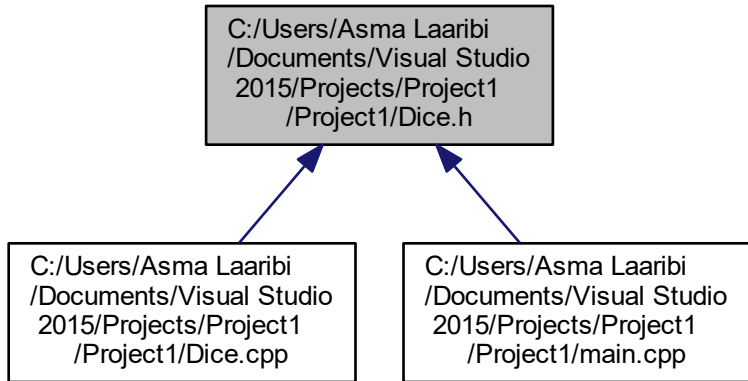 C:/Users/Asma Laaribi
/Documents/Visual Studio
2015/Projects/Project1
/Project1/Dice.h
C:/Users/Asma Laaribi
/Documents/Visual Studio
2015/Projects/Project1
/Project1/Dice.cpp
C:/Users/Asma Laaribi
/Documents/Visual Studio
2015/Projects/Project1
/Project1/main.cpp